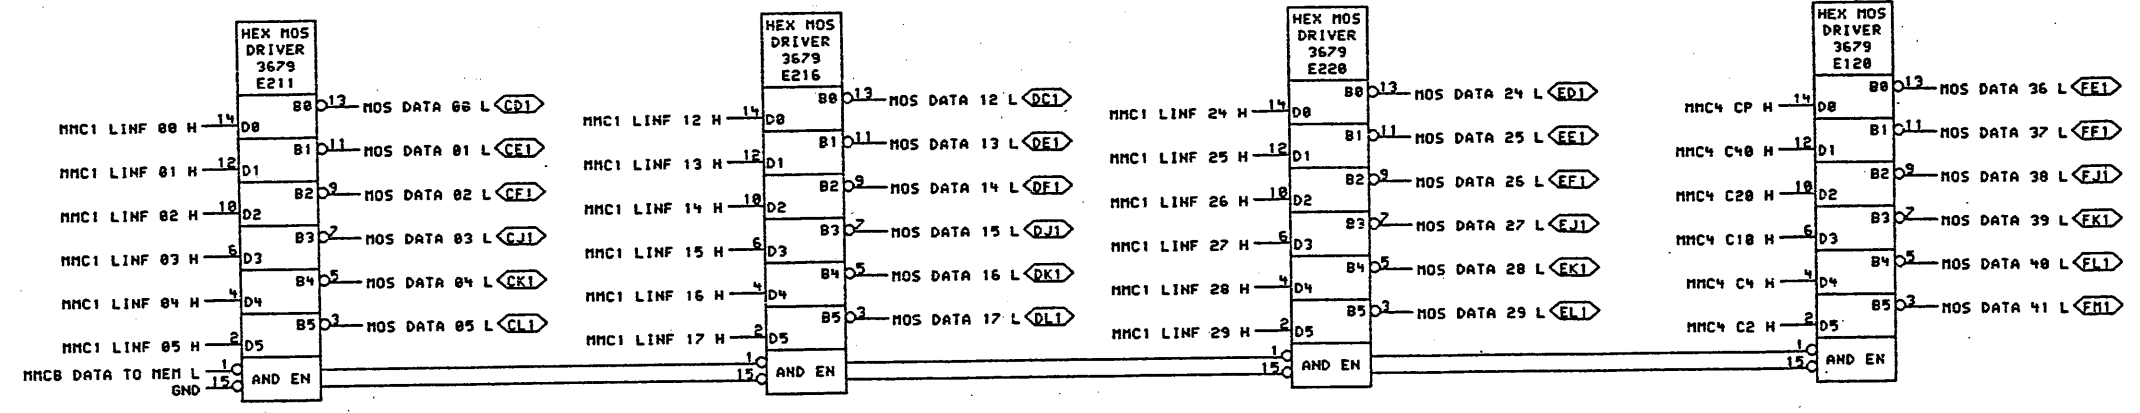 HEX MOS
DRIVER
3679
E211
B0 13 MOS DATA 00 L CD1
MMC1 LINF 00 H 14 D0
B1 11 MOS DATA 01 L CE1
MMC1 LINF 01 H 12 D1
B2 9 MOS DATA 02 L CF1
MMC1 LINF 02 H 10 D2
B3 7 MOS DATA 03 L CJ1
MMC1 LINF 03 H 6 D3
B4 5 MOS DATA 04 L CK1
MMC1 LINF 04 H 4 D4
B5 3 MOS DATA 05 L CL1
MMC1 LINF 05 H 2 D5
MMCB DATA TO MEM L 1
GND 15 AND EN
HEX MOS
DRIVER
3679
E216
B0 13 MOS DATA 12 L DC1
MMC1 LINF 12 H 14 D0
B1 11 MOS DATA 13 L DE1
MMC1 LINF 13 H 12 D1
B2 9 MOS DATA 14 L DF1
MMC1 LINF 14 H 10 D2
B3 7 MOS DATA 15 L DJ1
MMC1 LINF 15 H 6 D3
B4 5 MOS DATA 16 L DK1
MMC1 LINF 16 H 4 D4
B5 3 MOS DATA 17 L DL1
MMC1 LINF 17 H 2 D5
1
15 AND EN
HEX MOS
DRIVER
3679
E220
B0 13 MOS DATA 24 L ED1
MMC1 LINF 24 H 14 D0
B1 11 MOS DATA 25 L EE1
MMC1 LINF 25 H 12 D1
B2 9 MOS DATA 26 L EF1
MMC1 LINF 26 H 10 D2
B3 7 MOS DATA 27 L EJ1
MMC1 LINF 27 H 6 D3
B4 5 MOS DATA 28 L EK1
MMC1 LINF 28 H 4 D4
B5 3 MOS DATA 29 L EL1
MMC1 LINF 29 H 2 D5
1
15 AND EN
HEX MOS
DRIVER
3679
E120
B0 13 MOS DATA 36 L FE1
MMC4 CP H 14 D0
B1 11 MOS DATA 37 L FF1
MMC4 C40 H 12 D1
B2 9 MOS DATA 38 L FJ1
MMC4 C20 H 10 D2
B3 7 MOS DATA 39 L FK1
MMC4 C10 H 6 D3
B4 5 MOS DATA 40 L FL1
MMC4 C4 H 4 D4
B5 3 MOS DATA 41 L FM1
MMC4 C2 H 2 D5
1
15 AND EN